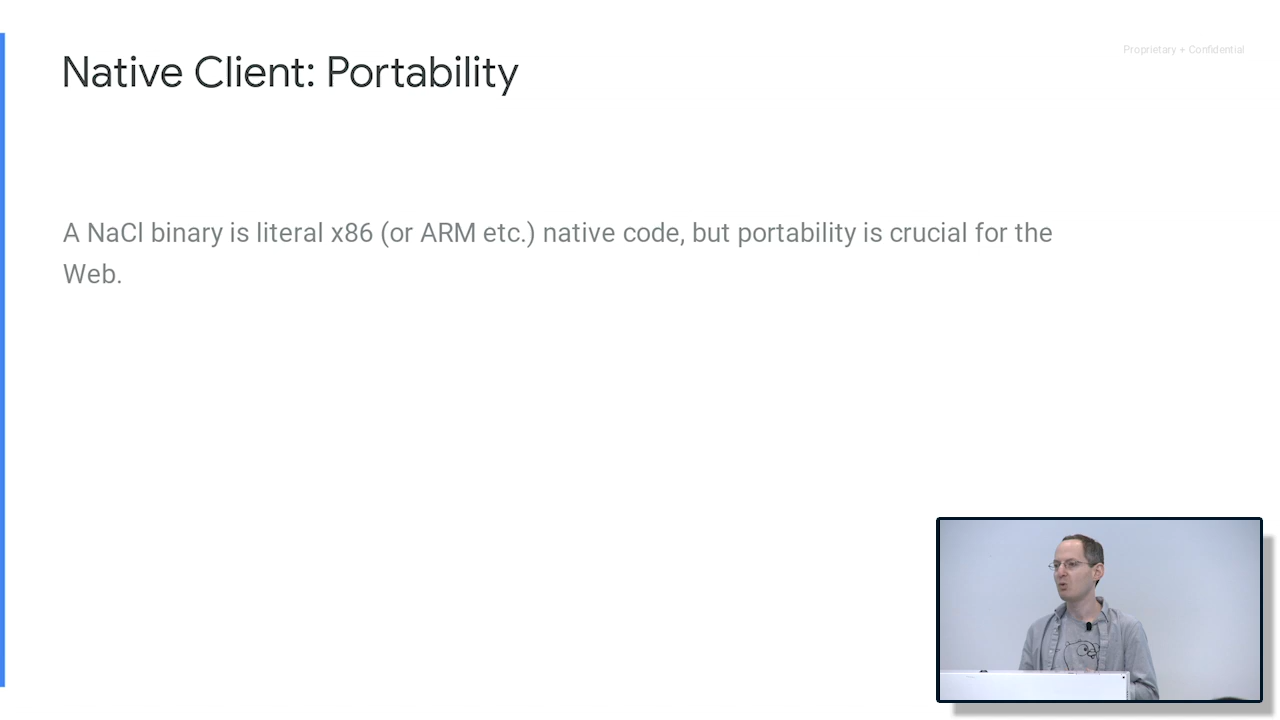 Native Client: Portability
Proprietary + Confidential
A NaCl binary is literal x86 (or ARM etc.) native code, but portability is crucial for the
Web.